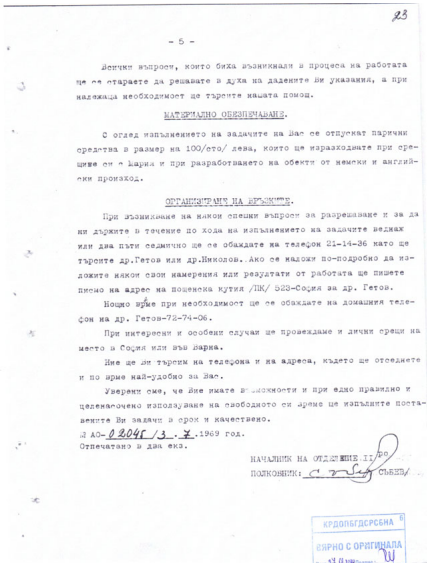 23
- 5 -
Всички въпроси, които биха възникнали в процеса на работата
ще се стараете да решавате в духа на дадените Ви указания, а при
належаща необходимост ще търсите нашата помощ.
МАТЕРИАЛНО ОБЕЗПЕЧАВАНЕ.
С оглед изпълнението на задачите на Вас се отпускат парични
средства в размер на 100/сто/ лева, които ще изразходвате при сре-
щите си с Мария и при разработването на обекти от немски и англий-
ски произход.
ОРГАНИЗИРАНЕ НА ВРЪЗКИТЕ.
При възникване на някои спешни въпроси за разрешаване и за да
ни държите в течение по хода на изпълнението на задачите веднаж
или два пъти седмично ще се обаждате на телефон 21-14-36 като ще
търсите др.Гетов или др.Николов. Ако се наложи по-подробно да из-
ложите някои свои намерения или резултати от работата ще пишете
писмо на адрес на пощенска кутия /ПК/ 523-София за др. Гетов.
Нощно време при необходимост ще се обаждате на домашния теле-
фон на др. Гетов-72-74-06.
При интересни и особени случаи ще провеждаме и лични срещи на
място в София или във Варна.
Ние ще Ви търсим на телефона и на адреса, където ще отседнете
и по време най-удобно за Вас.
Уверени сме, че Вие имате възможности и при едно правилно и
целенасочено използуване на свободното си време ще изпълните поста-
вените Ви задачи в срок и качествено.
02045/3.7.1969 год.
Отпечатано в два екз.
НАЧАЛНИК НА ОТДЕЛЕНИЕ II
ПОЛКОВНИК: СЪБЕВ/
КРДОПБГДСРСБНА 6
ВЯРНО С ОРИГИНАЛА